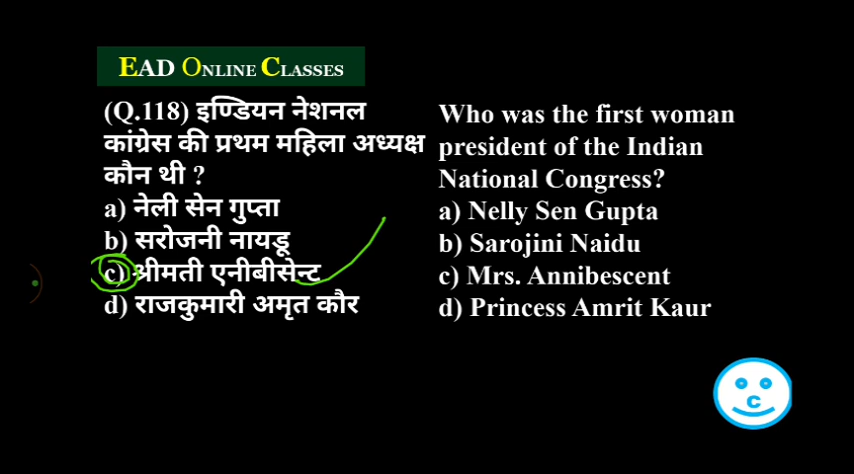 EAD ONLINE CLASSES
(Q.118) इण्डियन नेशनल
कांग्रेस की प्रथम महिला अध्यक्ष
कौन थी ?
a) नेली सेन गुप्ता
b) सरोजनी नायडू
c) श्रीमती एनीबीसेन्ट
d) राजकुमारी अमृत कौर
Who was the first woman
president of the Indian
National Congress?
a) Nelly Sen Gupta
b) Sarojini Naidu
c) Mrs. Annibescent
d) Princess Amrit Kaur
C